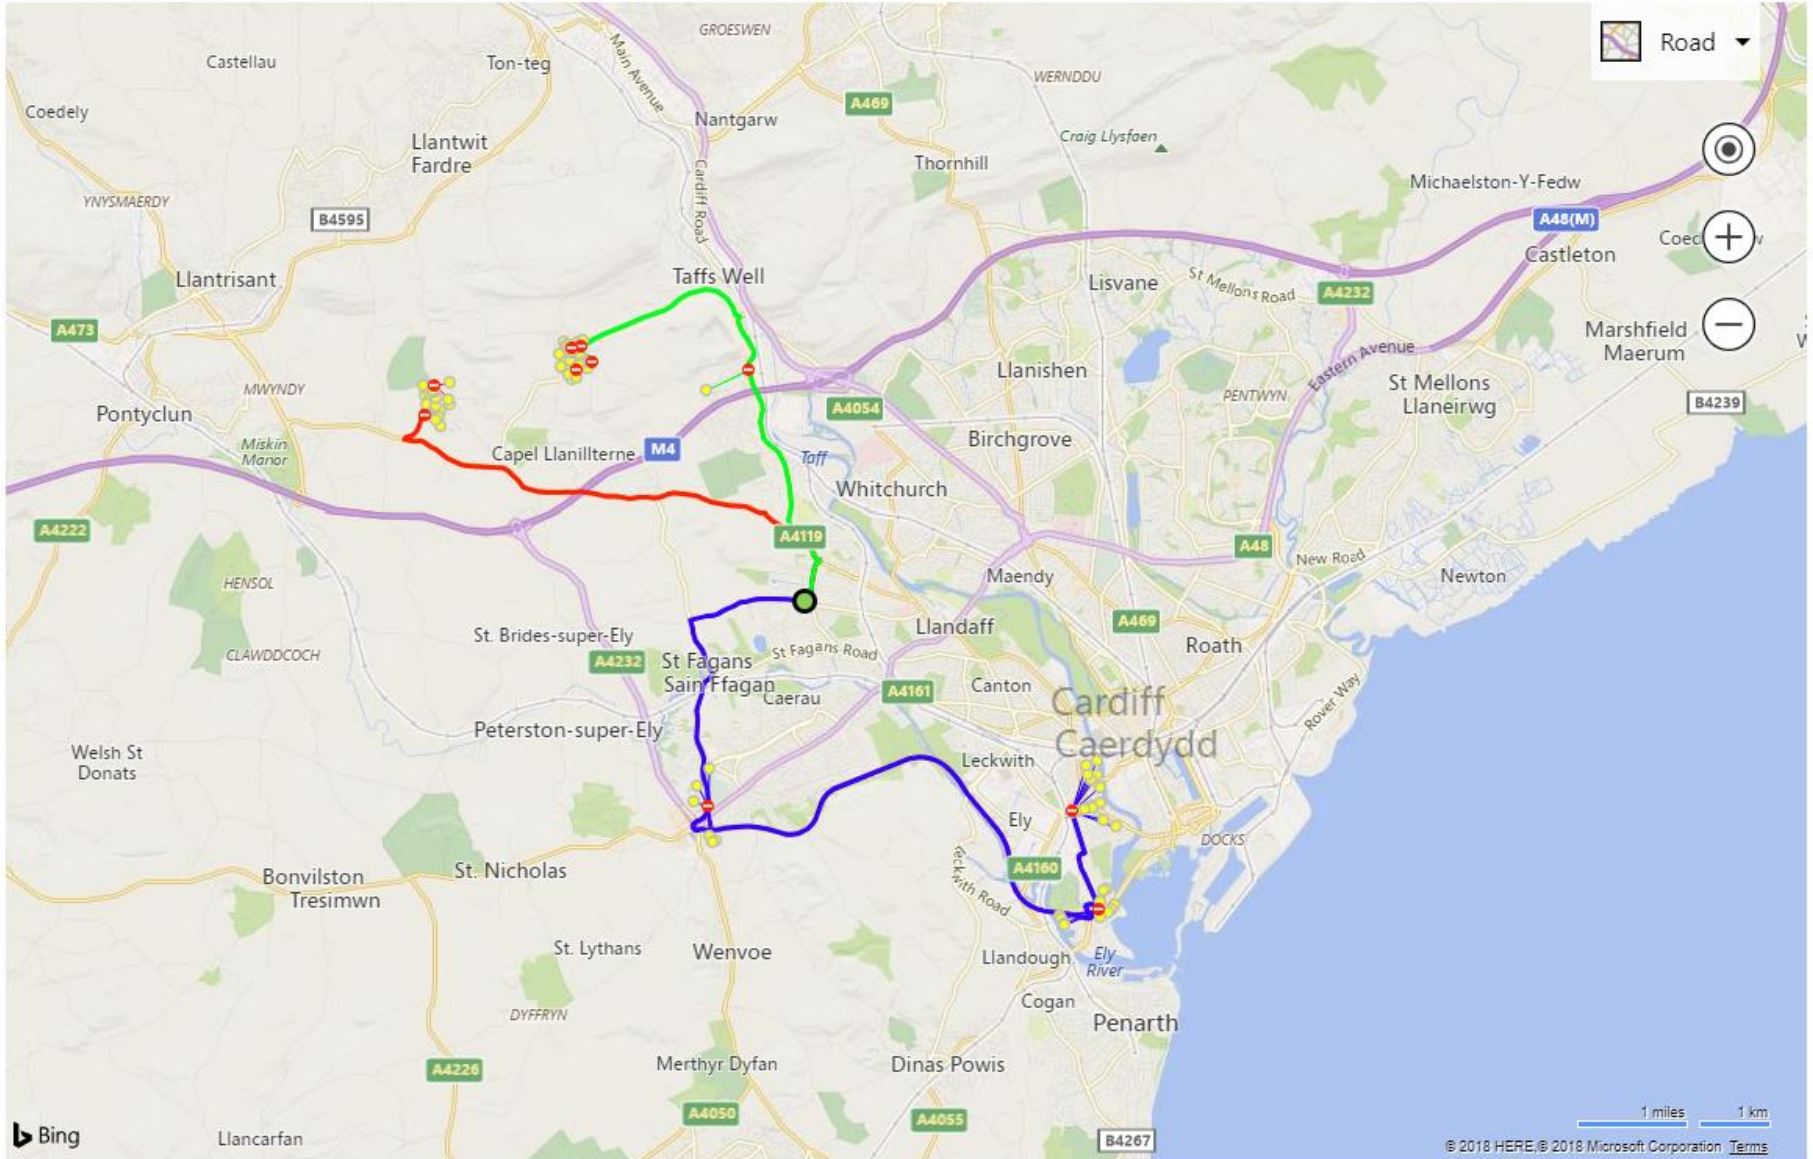 GROESWEN
Road
Castellau
Ton-teg
Main Avenue
WERNDDU
Coedely
A469
Nantgarw
Llantwit
Fardre
Craig Llysfaen
Thornhill
Cardiff Road
Michaelston-Y-Fedw
YNYSMAERDY
B4595
A48(M)
Coed
Castleton
Llantrisant
Taffs Well
Lisvane
St Mellons Road
A4232
A473
Marshfield
Maerum
Eastern Avenue
Llanishen
MWYNDY
PENTWYN
St Mellons
Llaneirwg
B4239
Pontyclun
A4054
Miskin
Manor
Capel Llanillterne
M4
Birchgrove
Taff
Whitchurch
A4222
A4119
A48
New Road
HENSOL
Maendy
Newton
A469
Llandaff
St. Brides-super-Ely
Roath
CLAWDDCOCH
A4232
St Fagans
Sain Ffagan
St Fagans Road
Caerau
A4161
Canton
Cardiff
Caerdydd
Rover Way
Peterston-super-Ely
Welsh St
Donats
Leckwith
Ely
DOCKS
A4160
Leckwith Road
St. Nicholas
Bonvilston
Tresimwn
St. Lythans
Wenvoe
Llandough
Ely
River
Cogan
DYFFRYN
Penarth
A4226
Merthyr Dyfan
Dinas Powis
A4050
A4055
1 miles
1 km
Bing
Llancarfan
B4267
© 2018 HERE,© 2018 Microsoft Corporation Terms